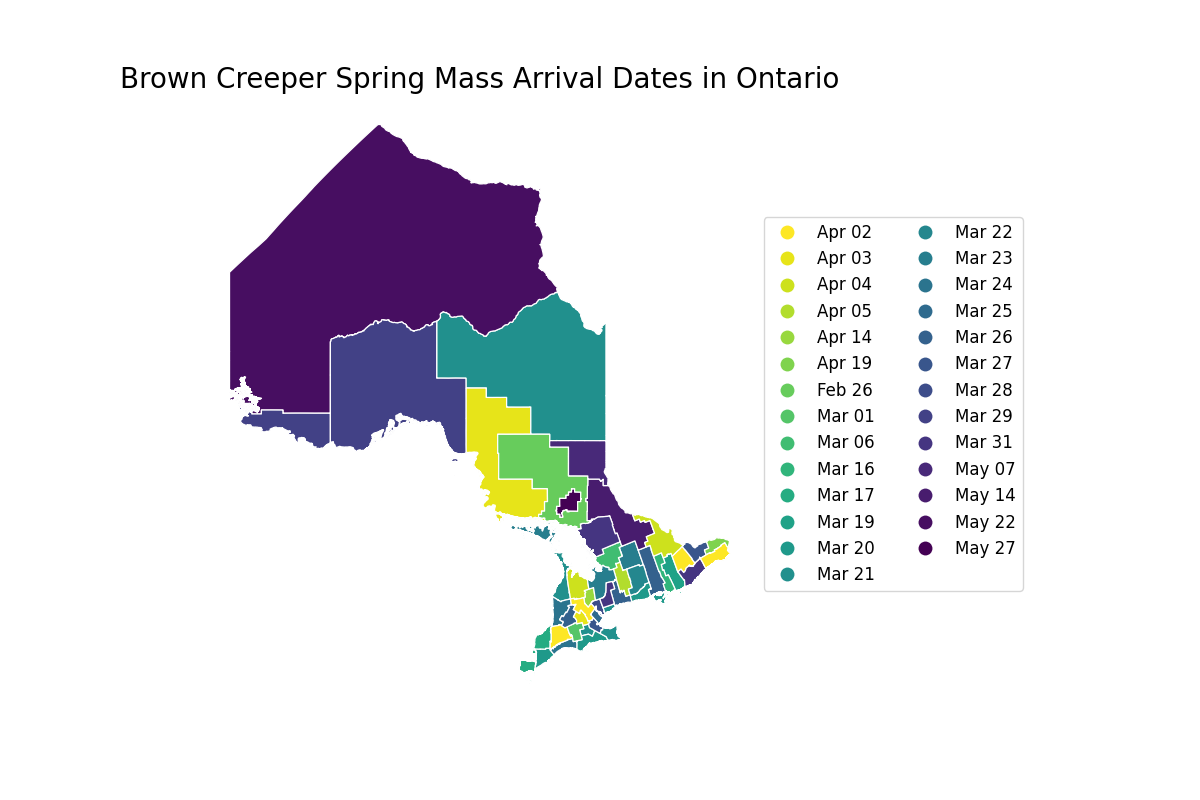 Brown Creeper Spring Mass Arrival Dates in Ontario
Apr 02
Apr 03
Apr 04
Apr 05
Apr 14
Apr 19
Feb 26
Mar 01
Mar 06
Mar 16
Mar 17
Mar 19
Mar 20
Mar 21
Mar 22
Mar 23
Mar 24
Mar 25
Mar 26
Mar 27
Mar 28
Mar 29
Mar 31
May 07
May 14
May 22
May 27